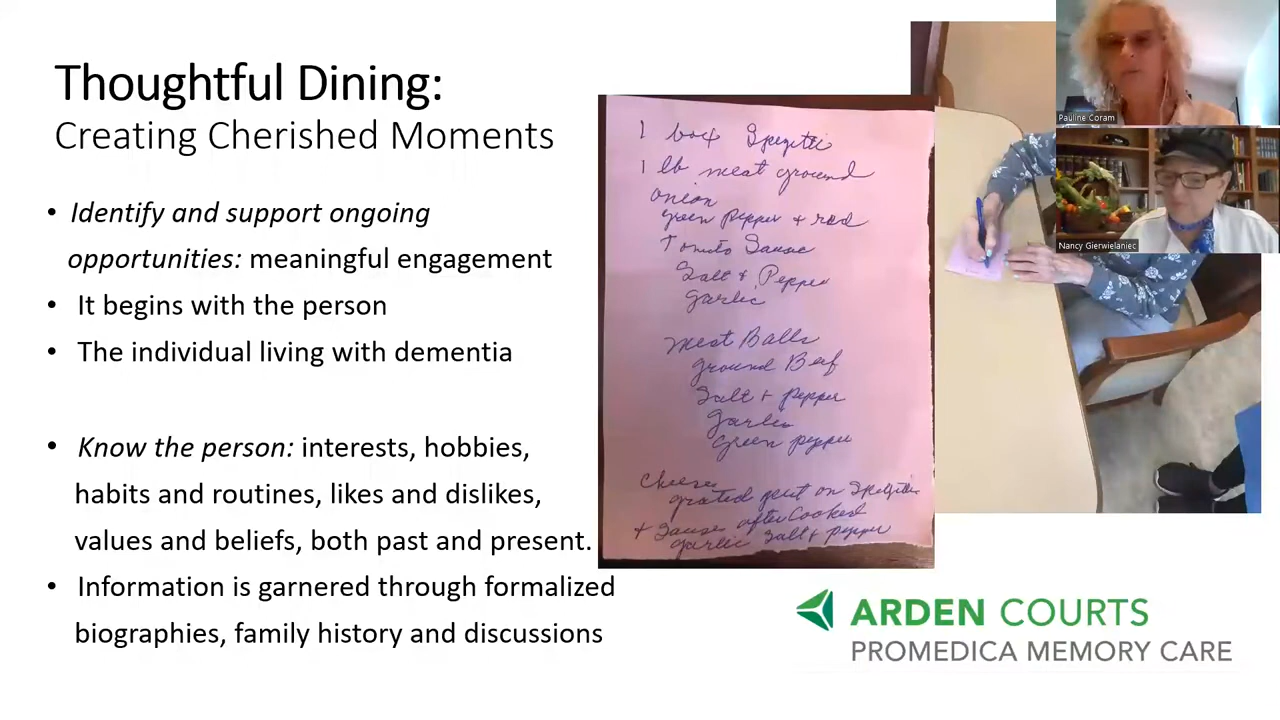 Thoughtful Dining:
Creating Cherished Moments
• Identify and support ongoing
opportunities: meaningful engagement
• It begins with the person
• The individual living with dementia
• Know the person: interests, hobbies,
habits and routines, likes and dislikes,
values and beliefs, both past and present.
• Information is garnered through formalized
biographies, family history and discussions
1 box
1 lb meat ground
onion
green Pepper + red
Tomato
Salt & Pepper
garlic
meat Balls
ground Beef
Salt + pepper
garlic
green pepper
Cheese
grated put on
+ Sauce after Cooked
garlic Salt + pepper
Pauline Coram
Nancy Gierwielaniec
ARDEN COURTS
PROMEDICA MEMORY CARE